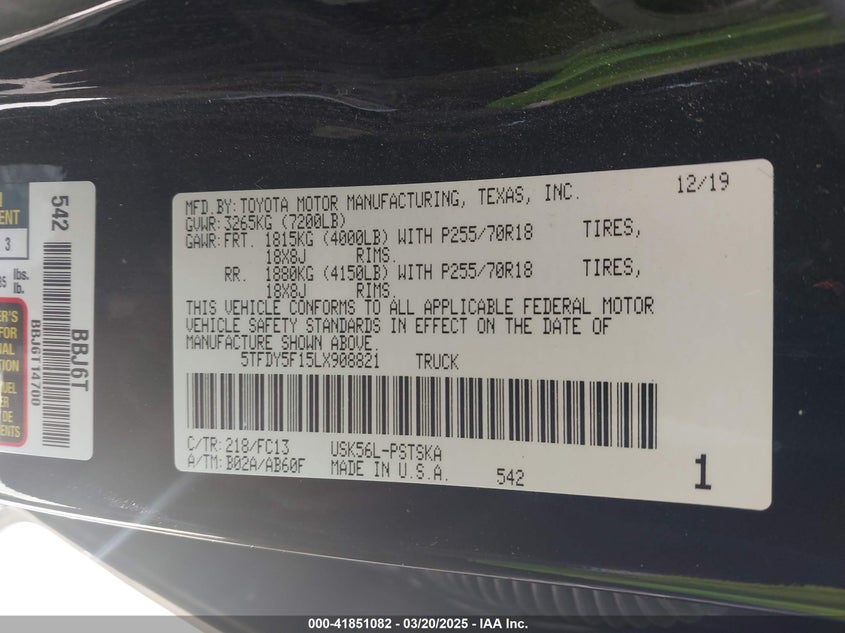 MFD.BY:TOYOTA MOTOR MANUFACTURING, TEXAS, INC. 12/19
GVWR:3265KG (7200LB)
GAWR:FRT. 1815KG (4000LB) WITH P255/70R18 TIRES,
18X8J RIMS.
RR. 1880KG (4150LB) WITH P255/70R18 TIRES,
18X8J RIMS.
THIS VEHICLE CONFORMS TO ALL APPLICABLE FEDERAL MOTOR
VEHICLE SAFETY STANDARDS IN EFFECT ON THE DATE OF
MANUFACTURE SHOWN ABOVE.
5TFDY5F15LX908821 TRUCK
C/TR:218/FC13 USK56L-PSTSKA
A/TM:B02A/AB60F MADE IN U.S.A. 542 1
542
BBJ6T
BBJ6T14700
3
lbs.
lb.
000-41851082 - 03/20/2025 - IAA Inc.